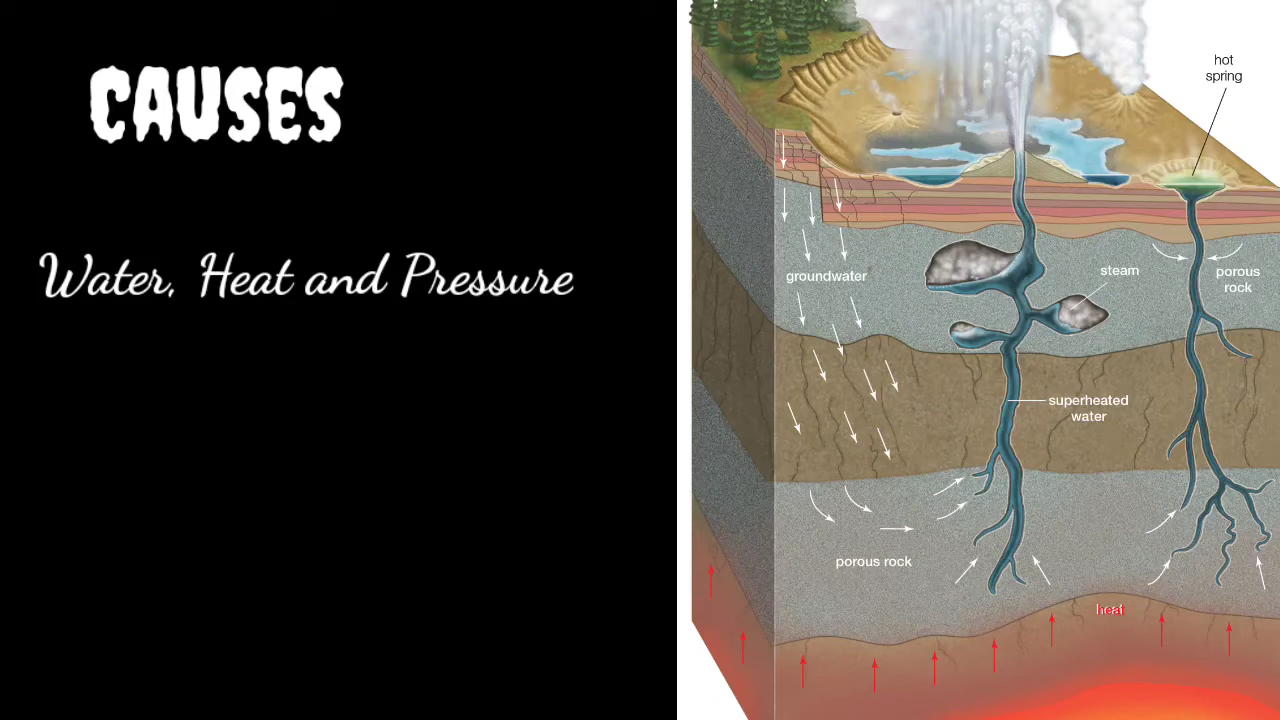 CAUSES
Water, Heat and Pressure
hot
spring
groundwater
steam
porous
rock
superheated
water
porous rock
heat